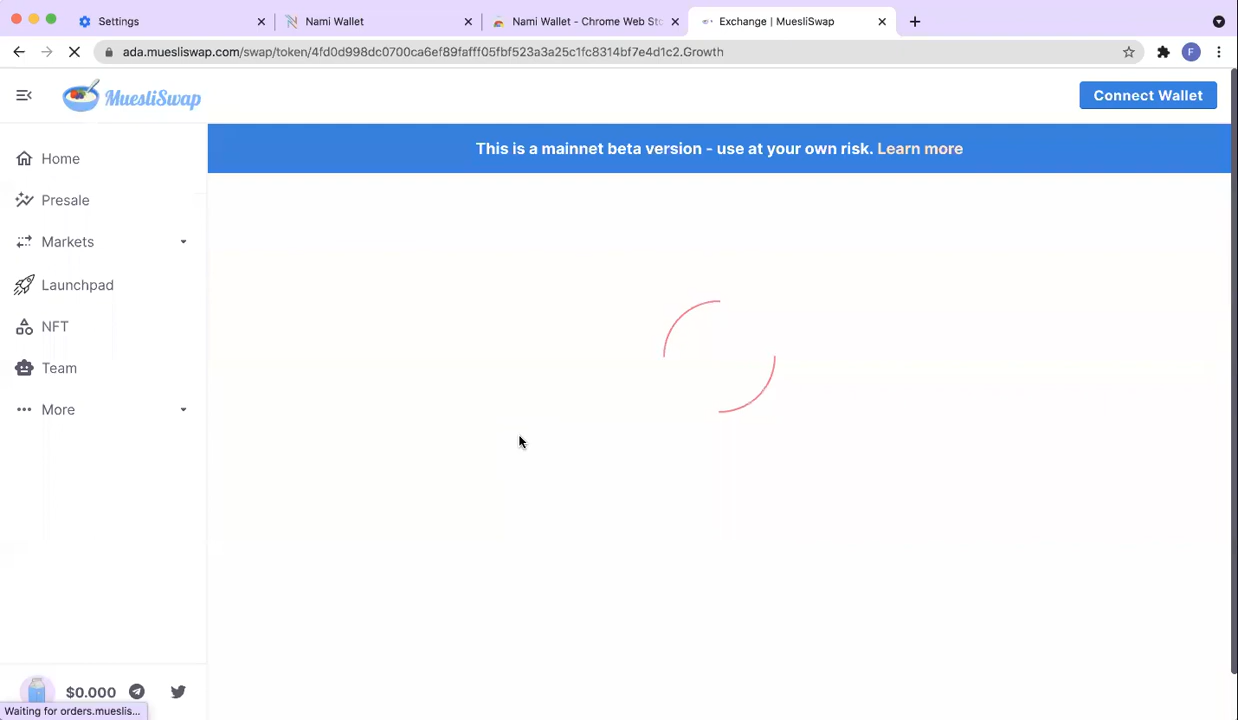 Settings
Nami Wallet
Nami Wallet - Chrome Web Sto
Exchange | MuesliSwap
ada.muesliswap.com/swap/token/4fd0d998dc0700ca6ef89fafff05fbf523a3a25c1fc8314bf7e4d1c2.Growth
F
MuesliSwap
Connect Wallet
This is a mainnet beta version - use at your own risk. Learn more
Home
Presale
Markets
Launchpad
NFT
Team
More
$0.000
Waiting for orders.mueslis...